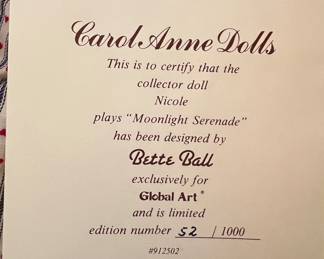 Carol Anne Dolls
This is to certify that the
collector doll
Nicole
plays "Moonlight Serenade"
has been designed by
Bette Ball
exclusively for
Global Art®
and is limited
edition number 52 / 1000
#912502